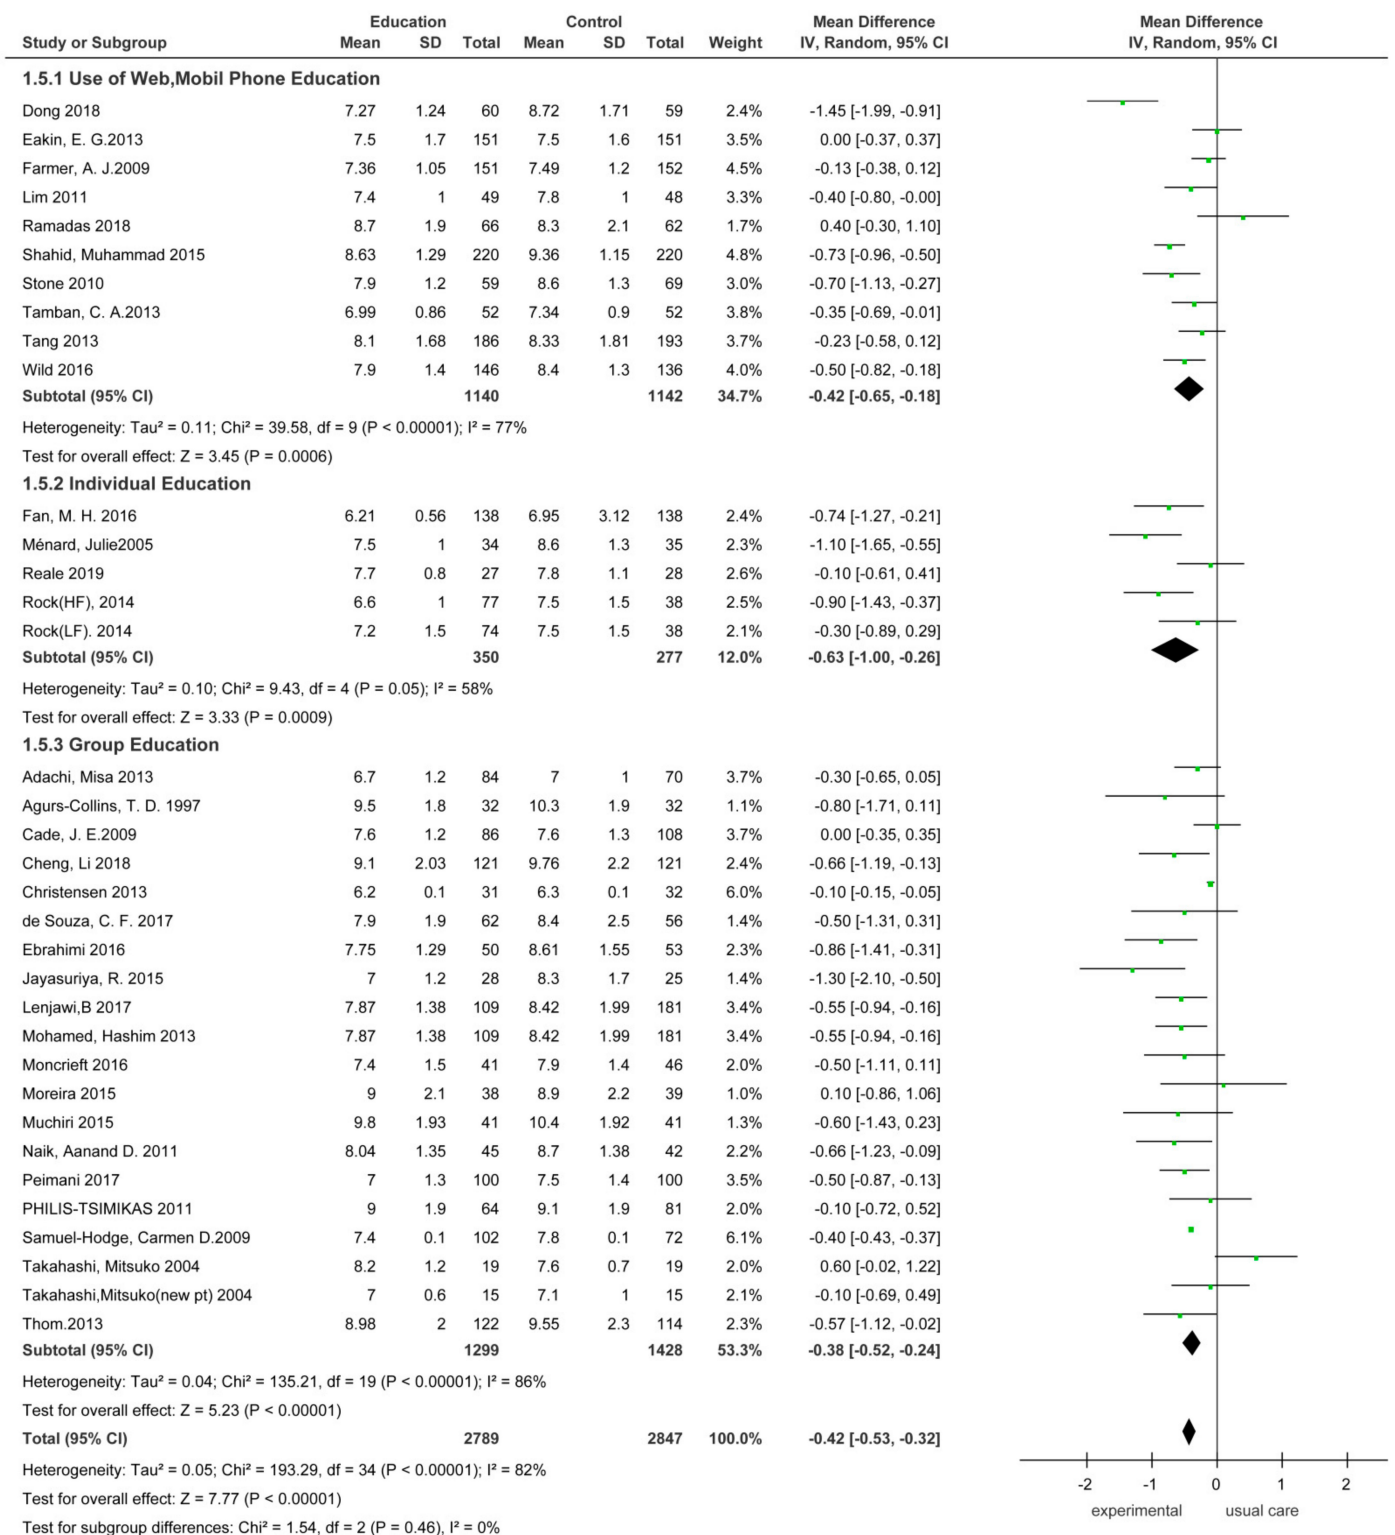 Education Control Mean Difference Mean Difference
Study or Subgroup Mean SD Total Mean SD Total Weight IV, Random, 95% CI IV, Random, 95% CI
1.5.1 Use of Web,Mobil Phone Education
Dong 2018 7.27 1.24 60 8.72 1.71 59 2.4% -1.45 [-1.99, -0.91]
Eakin, E. G.2013 7.5 1.7 151 7.5 1.6 151 3.5% 0.00 [-0.37, 0.37]
Farmer, A. J.2009 7.36 1.05 151 7.49 1.2 152 4.5% -0.13 [-0.38, 0.12]
Lim 2011 7.4 1 49 7.8 1 48 3.3% -0.40 [-0.80, -0.00]
Ramadas 2018 8.7 1.9 66 8.3 2.1 62 1.7% 0.40 [-0.30, 1.10]
Shahid, Muhammad 2015 8.63 1.29 220 9.36 1.15 220 4.8% -0.73 [-0.96, -0.50]
Stone 2010 7.9 1.2 59 8.6 1.3 69 3.0% -0.70 [-1.13, -0.27]
Tamban, C. A.2013 6.99 0.86 52 7.34 0.9 52 3.8% -0.35 [-0.69, -0.01]
Tang 2013 8.1 1.68 186 8.33 1.81 193 3.7% -0.23 [-0.58, 0.12]
Wild 2016 7.9 1.4 146 8.4 1.3 136 4.0% -0.50 [-0.82, -0.18]
Subtotal (95% CI) 1140 1142 34.7% -0.42 [-0.65, -0.18]
Heterogeneity: Tau² = 0.11; Chi² = 39.58, df = 9 (P < 0.00001); I² = 77%
Test for overall effect: Z = 3.45 (P = 0.0006)
1.5.2 Individual Education
Fan, M. H. 2016 6.21 0.56 138 6.95 3.12 138 2.4% -0.74 [-1.27, -0.21]
Ménard, Julie2005 7.5 1 34 8.6 1.3 35 2.3% -1.10 [-1.65, -0.55]
Reale 2019 7.7 0.8 27 7.8 1.1 28 2.6% -0.10 [-0.61, 0.41]
Rock(HF), 2014 6.6 1 77 7.5 1.5 38 2.5% -0.90 [-1.43, -0.37]
Rock(LF). 2014 7.2 1.5 74 7.5 1.5 38 2.1% -0.30 [-0.89, 0.29]
Subtotal (95% CI) 350 277 12.0% -0.63 [-1.00, -0.26]
Heterogeneity: Tau² = 0.10; Chi² = 9.43, df = 4 (P = 0.05); I² = 58%
Test for overall effect: Z = 3.33 (P = 0.0009)
1.5.3 Group Education
Adachi, Misa 2013 6.7 1.2 84 7 1 70 3.7% -0.30 [-0.65, 0.05]
Agurs-Collins, T. D. 1997 9.5 1.8 32 10.3 1.9 32 1.1% -0.80 [-1.71, 0.11]
Cade, J. E.2009 7.6 1.2 86 7.6 1.3 108 3.7% 0.00 [-0.35, 0.35]
Cheng, Li 2018 9.1 2.03 121 9.76 2.2 121 2.4% -0.66 [-1.19, -0.13]
Christensen 2013 6.2 0.1 31 6.3 0.1 32 6.0% -0.10 [-0.15, -0.05]
de Souza, C. F. 2017 7.9 1.9 62 8.4 2.5 56 1.4% -0.50 [-1.31, 0.31]
Ebrahimi 2016 7.75 1.29 50 8.61 1.55 53 2.3% -0.86 [-1.41, -0.31]
Jayasuriya, R. 2015 7 1.2 28 8.3 1.7 25 1.4% -1.30 [-2.10, -0.50]
Lenjawi,B 2017 7.87 1.38 109 8.42 1.99 181 3.4% -0.55 [-0.94, -0.16]
Mohamed, Hashim 2013 7.87 1.38 109 8.42 1.99 181 3.4% -0.55 [-0.94, -0.16]
Moncrieft 2016 7.4 1.5 41 7.9 1.4 46 2.0% -0.50 [-1.11, 0.11]
Moreira 2015 9 2.1 38 8.9 2.2 39 1.0% 0.10 [-0.86, 1.06]
Muchiri 2015 9.8 1.93 41 10.4 1.92 41 1.3% -0.60 [-1.43, 0.23]
Naik, Aanand D. 2011 8.04 1.35 45 8.7 1.38 42 2.2% -0.66 [-1.23, -0.09]
Peimani 2017 7 1.3 100 7.5 1.4 100 3.5% -0.50 [-0.87, -0.13]
PHILIS-TSIMIKAS 2011 9 1.9 64 9.1 1.9 81 2.0% -0.10 [-0.72, 0.52]
Samuel-Hodge, Carmen D.2009 7.4 0.1 102 7.8 0.1 72 6.1% -0.40 [-0.43, -0.37]
Takahashi, Mitsuko 2004 8.2 1.2 19 7.6 0.7 19 2.0% 0.60 [-0.02, 1.22]
Takahashi,Mitsuko(new pt) 2004 7 0.6 15 7.1 1 15 2.1% -0.10 [-0.69, 0.49]
Thom.2013 8.98 2 122 9.55 2.3 114 2.3% -0.57 [-1.12, -0.02]
Subtotal (95% CI) 1299 1428 53.3% -0.38 [-0.52, -0.24]
Heterogeneity: Tau² = 0.04; Chi² = 135.21, df = 19 (P < 0.00001); I² = 86%
Test for overall effect: Z = 5.23 (P < 0.00001)
Total (95% CI) 2789 2847 100.0% -0.42 [-0.53, -0.32]
Heterogeneity: Tau² = 0.05; Chi² = 193.29, df = 34 (P < 0.00001); I² = 82%
Test for overall effect: Z = 7.77 (P < 0.00001)
Test for subgroup differences: Chi² = 1.54, df = 2 (P = 0.46), I² = 0%
-2 -1 0 1 2
experimental usual care